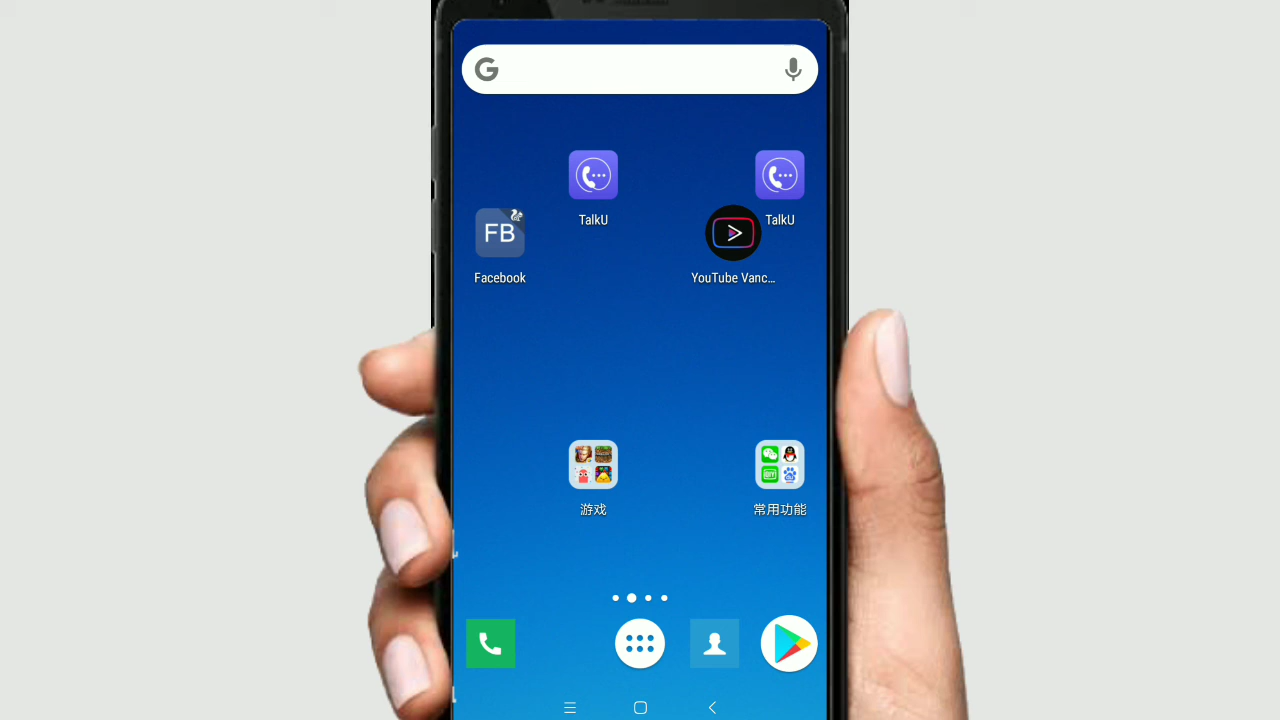 G
TalkU
TalkU
FB
Facebook
YouTube Vanc...
游戏
常用功能